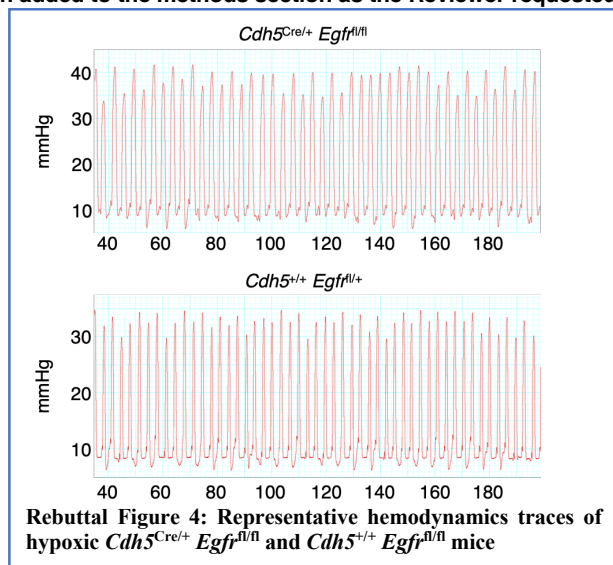 added to the methods section as the Reviewer requested
Cdh5Cre/+ Egfrfl/fl
mmHg
40
30
20
10
40 60 80 100 120 140 160 180
Cdh5+/+ Egfrfl/+
mmHg
30
20
10
40 60 80 100 120 140 160 180
Rebuttal Figure 4: Representative hemodynamics traces of
hypoxic Cdh5Cre/+ Egfrfl/fl and Cdh5+/+ Egfrfl/fl mice